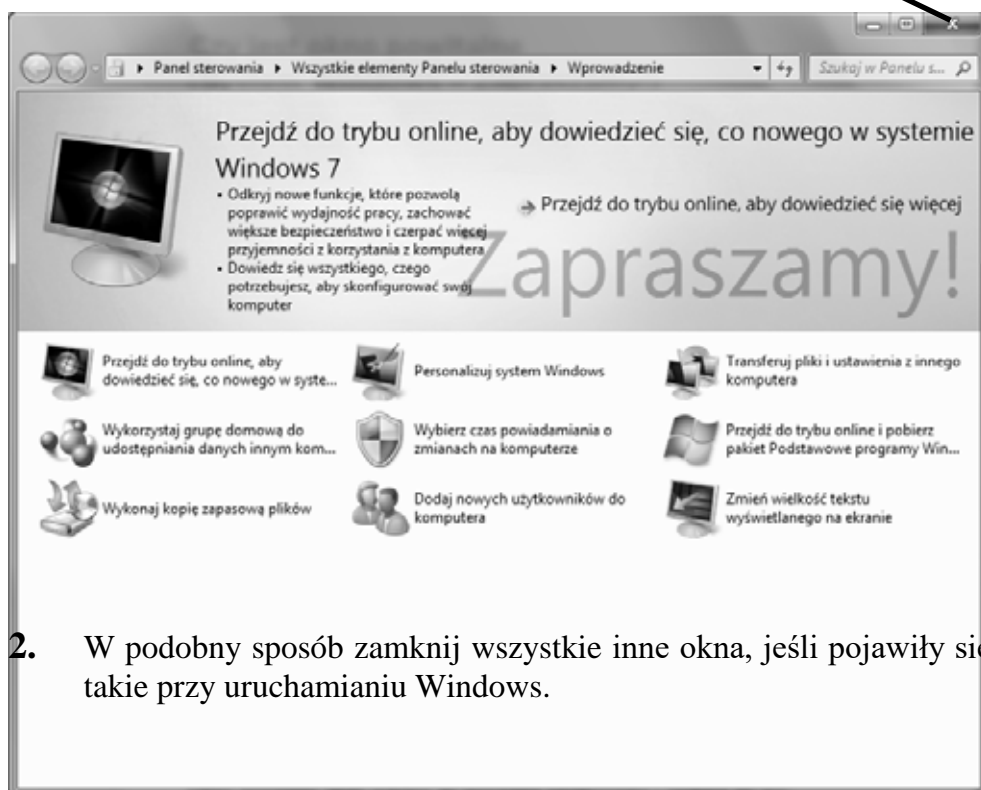 Panel sterowania ▸ Wszystkie elementy Panelu sterowania ▸ Wprowadzenie
Szukaj w Panelu s...
Przejdź do trybu online, aby dowiedzieć się, co nowego w systemie
Windows 7
• Odkryj nowe funkcje, które pozwolą
poprawić wydajność pracy, zachować
większe bezpieczeństwo i czerpać więcej
przyjemności z korzystania z komputera
• Dowiedz się wszystkiego, czego
potrzebujesz, aby skonfigurować swój
komputer
Przejdź do trybu online, aby dowiedzieć się więcej
Zapraszamy!
Przejdź do trybu online, aby
dowiedzieć się, co nowego w syste...
Personalizuj system Windows
Transferuj pliki i ustawienia z innego
komputera
Wykorzystaj grupę domową do
udostępniania danych innym kom...
Wybierz czas powiadamiania o
zmianach na komputerze
Przejdź do trybu online i pobierz
pakiet Podstawowe programy Win...
Wykonaj kopię zapasową plików
Dodaj nowych użytkowników do
komputera
Zmień wielkość tekstu
wyświetlanego na ekranie
2. W podobny sposób zamknij wszystkie inne okna, jeśli pojawiły się
takie przy uruchamianiu Windows.